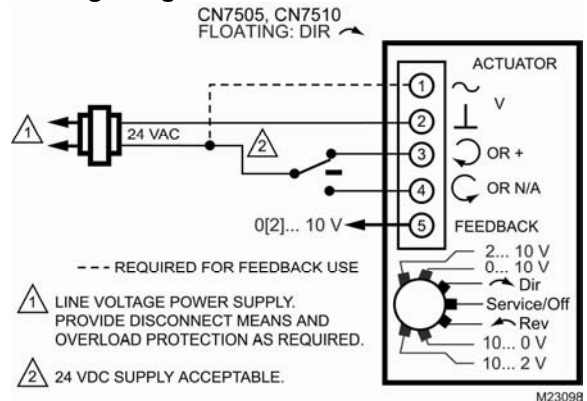 CN7505, CN7510
FLOATING: DIR
ACTUATOR
1
V
2
24 VAC
1
2
3
OR +
4
OR N/A
0[2]... 10 V
5
FEEDBACK
2... 10 V
0... 10 V
Dir
Service/Off
Rev
10... 0 V
10... 2 V
--- REQUIRED FOR FEEDBACK USE
1 LINE VOLTAGE POWER SUPPLY.
PROVIDE DISCONNECT MEANS AND
OVERLOAD PROTECTION AS REQUIRED.
2 24 VDC SUPPLY ACCEPTABLE.
M23098